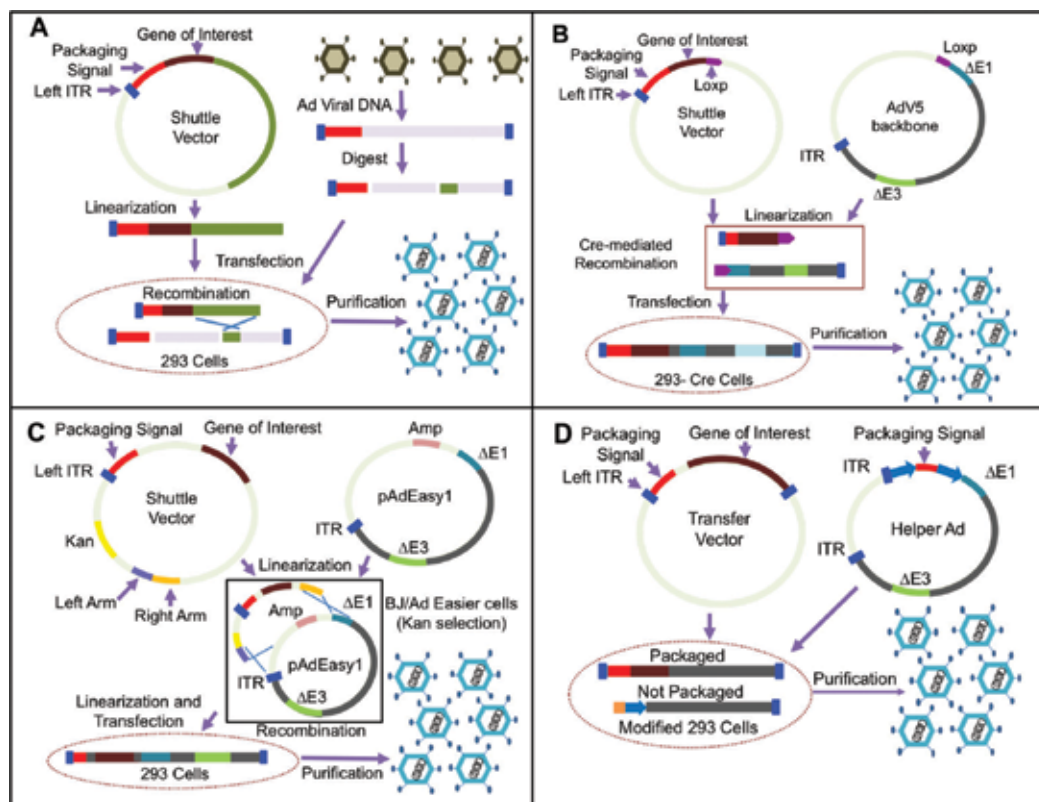 A
Gene of Interest
Packaging
Signal
Left ITR
Shuttle
Vector
Ad Viral DNA
Digest
Linearization
Transfection
Recombination
293 Cells
Purification
B
Gene of Interest
Packaging
Signal
Left ITR
Loxp
Shuttle
Vector
Loxp
ΔE1
AdV5
backbone
ITR
ΔE3
Linearization
Cre-mediated
Recombination
Transfection
293- Cre Cells
Purification
C
Packaging Signal
Gene of Interest
Left ITR
Shuttle
Vector
Kan
Left Arm
Right Arm
Amp
ΔE1
pAdEasy1
ITR
ΔE3
Linearization
Amp
ΔE1
pAdEasy1
ITR
ΔE3
Recombination
BJ/Ad Easier cells
(Kan selection)
Linearization and
Transfection
293 Cells
Purification
D
Packaging
Signal
Gene of Interest
Left ITR
Transfer
Vector
Packaging Signal
ITR
ΔE1
Helper Ad
ITR
ΔE3
Packaged
Not Packaged
Modified 293 Cells
Purification